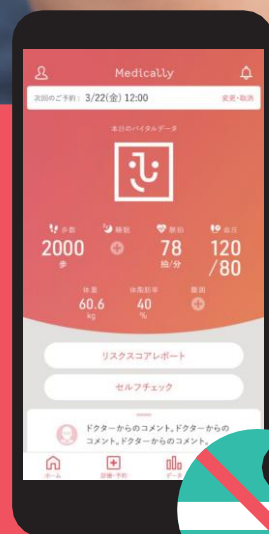 Medically
次回のご予約： 3/22(金) 12:00
変更・取消
本日のバイタルデータ
歩数 睡眠 脈拍 血圧
2000 78 120
歩 拍/分 /80
体重 体脂肪率
60.6 40
kg %
リスクスコアレポート
セルフチェック
ドクターからのコメント。ドクターからの
コメント。ドクターからのコメント。
ホーム 診療・予約 データ